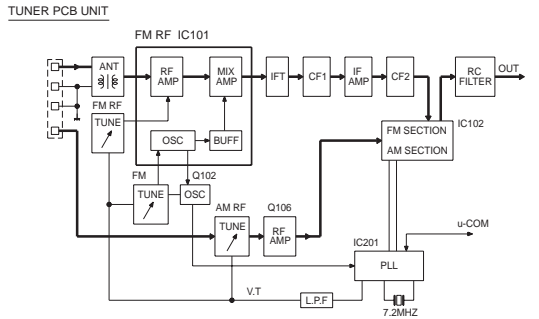 TUNER PCB UNIT
FM RF IC101
ANT
RF
AMP
MIX
AMP
IFT
CF1
IF
AMP
CF2
RC
FILTER
OUT
FM RF
TUNE
OSC
BUFF
FM SECTION
AM SECTION
IC102
FM
TUNE
Q102
OSC
AM RF
TUNE
Q106
RF
AMP
u-COM
IC201
PLL
V.T
L.P.F
7.2MHZ